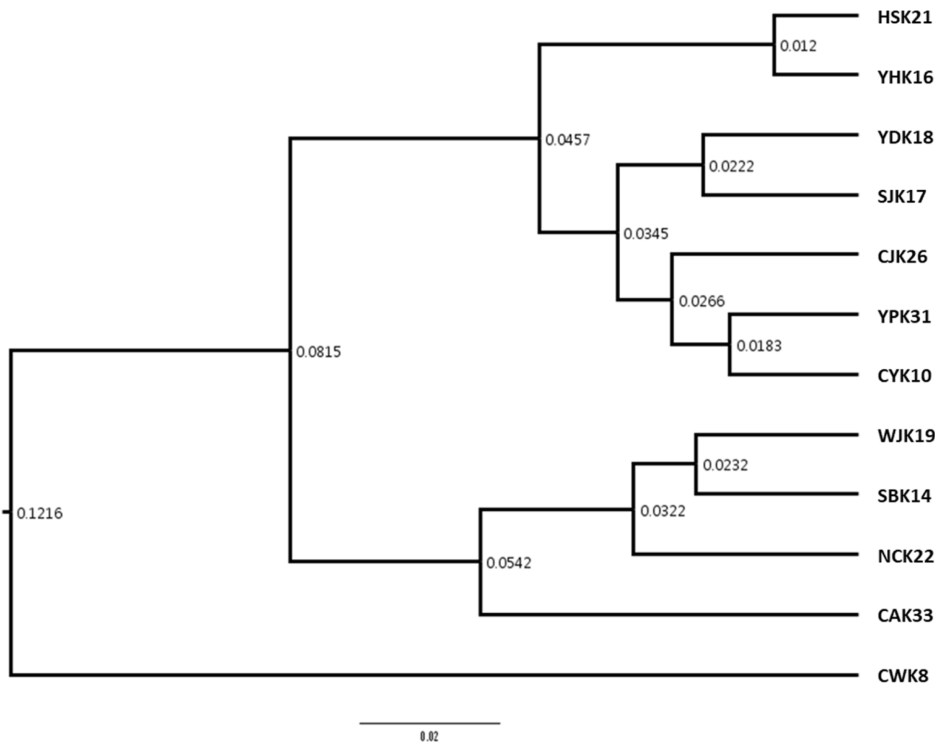 HSK21
0.012
YHK16
YDK18
0.0457
0.0222
SJK17
0.0345
CJK26
0.0266
YPK31
0.0183
0.0815
CYK10
WJK19
0.0232
SBK14
0.0322
0.1216
NCK22
0.0542
CAK33
CWK8
0.02